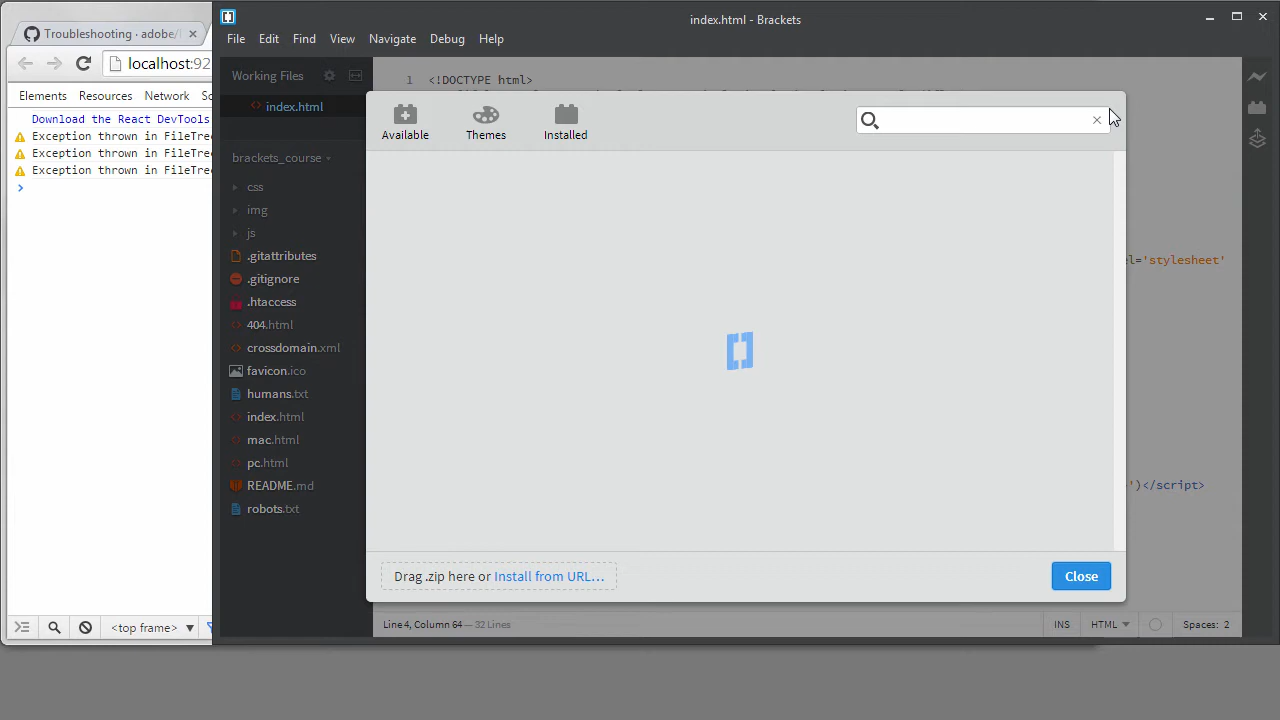 Troubleshooting · adobe/
localhost:92
Elements Resources Network
Download the React DevTools
Exception thrown in FileTree
Exception thrown in FileTree
Exception thrown in FileTree
<top frame>
index.html - Brackets
File Edit Find View Navigate Debug Help
Working Files
index.html
brackets_course
css
img
js
.gitattributes
.gitignore
.htaccess
404.html
crossdomain.xml
favicon.ico
humans.txt
index.html
mac.html
pc.html
README.md
robots.txt
1 <!DOCTYPE html>
='stylesheet'
')</script>
Available Themes Installed
Drag .zip here or Install from URL...
Close
Line 4, Column 64 — 32 Lines
INS HTML Spaces: 2